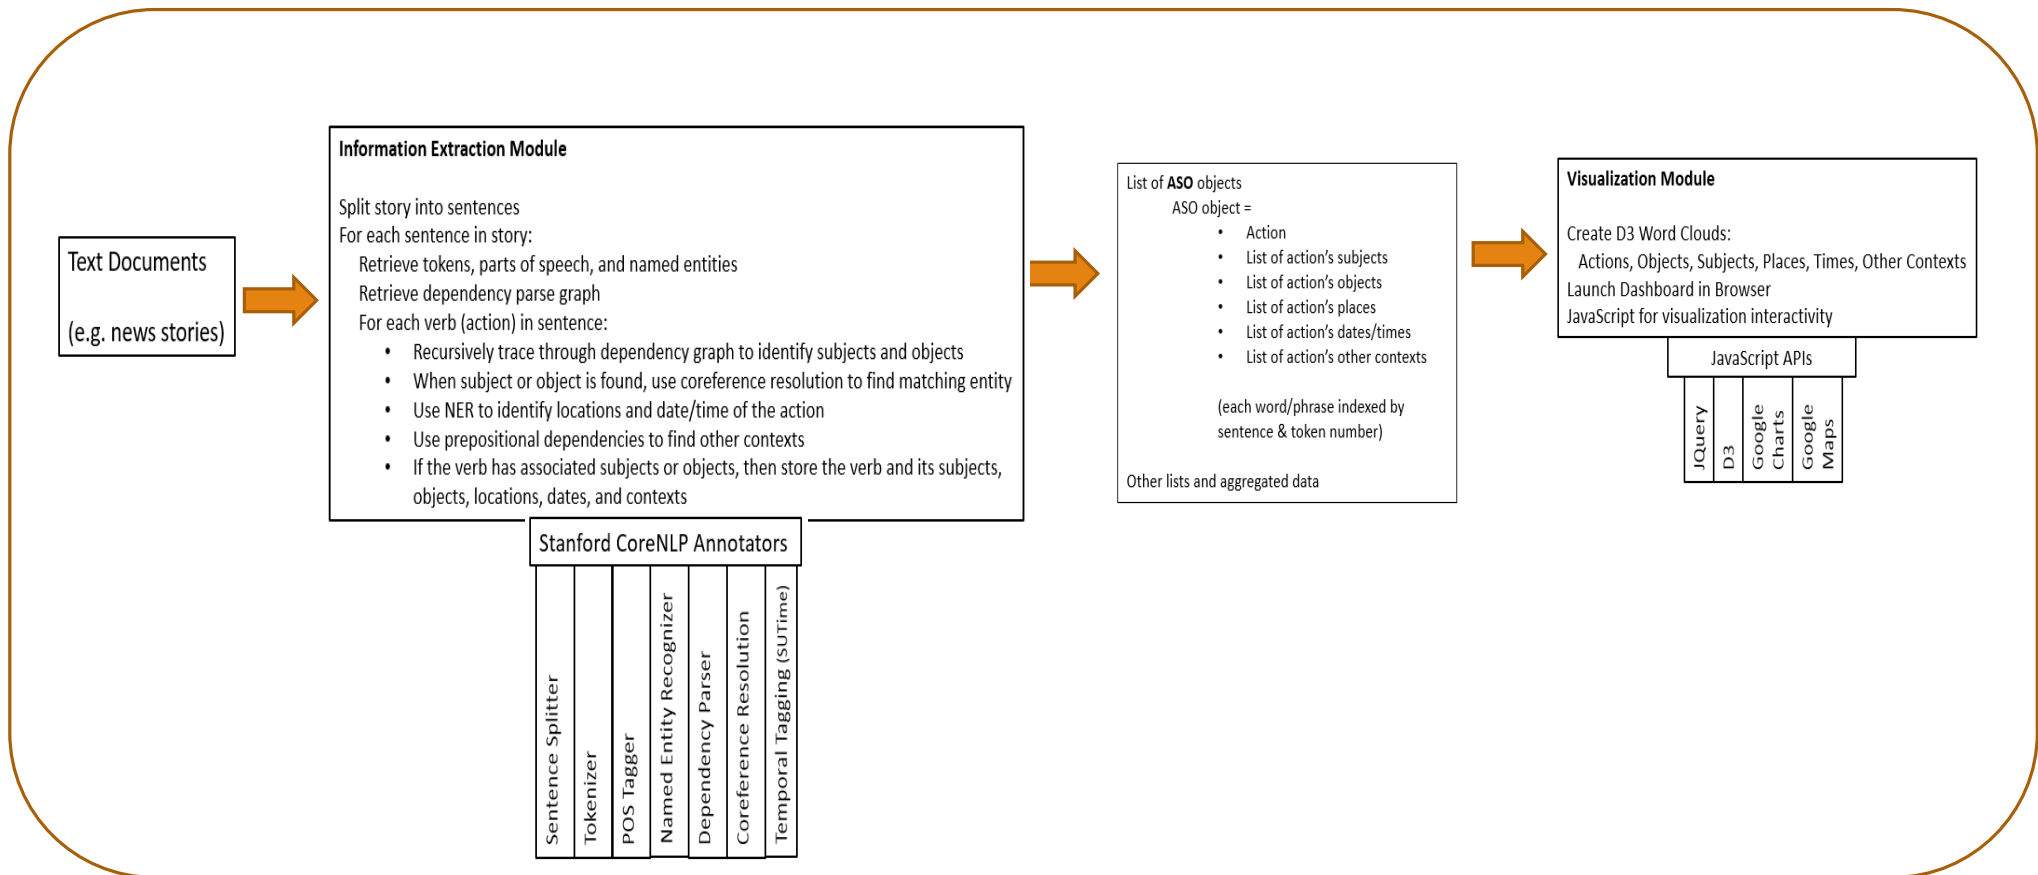 Text Documents
(e.g. news stories)
Information Extraction Module
Split story into sentences
For each sentence in story:
Retrieve tokens, parts of speech, and named entities
Retrieve dependency parse graph
For each verb (action) in sentence:
• Recursively trace through dependency graph to identify subjects and objects
• When subject or object is found, use coreference resolution to find matching entity
• Use NER to identify locations and date/time of the action
• Use prepositional dependencies to find other contexts
• If the verb has associated subjects or objects, then store the verb and its subjects,
objects, locations, dates, and contexts
Stanford CoreNLP Annotators
Sentence Splitter
Tokenizer
POS Tagger
Named Entity Recognizer
Dependency Parser
Coreference Resolution
Temporal Tagging (SUTime)
List of ASO objects
ASO object =
• Action
• List of action's subjects
• List of action's objects
• List of action's places
• List of action's dates/times
• List of action's other contexts
(each word/phrase indexed by
sentence & token number)
Other lists and aggregated data
Visualization Module
Create D3 Word Clouds:
Actions, Objects, Subjects, Places, Times, Other Contexts
Launch Dashboard in Browser
JavaScript for visualization interactivity
JavaScript APIs
JQuery
D3
Google
Charts
Google
Maps